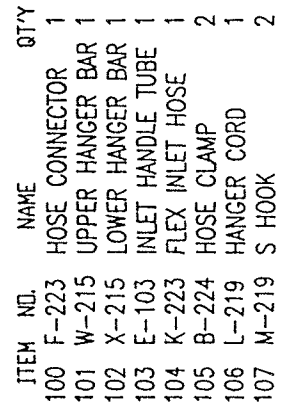 ITEM NO. NAME QT'Y
100 F-223 HOSE CONNECTOR 1
101 W-215 UPPER HANGER BAR 1
102 X-215 LOWER HANGER BAR 1
103 E-103 INLET HANDLE TUBE 1
104 K-223 FLEX INLET HOSE 1
105 B-224 HOSE CLAMP 2
106 L-219 HANGER CORD 1
107 M-219 S HOOK 2